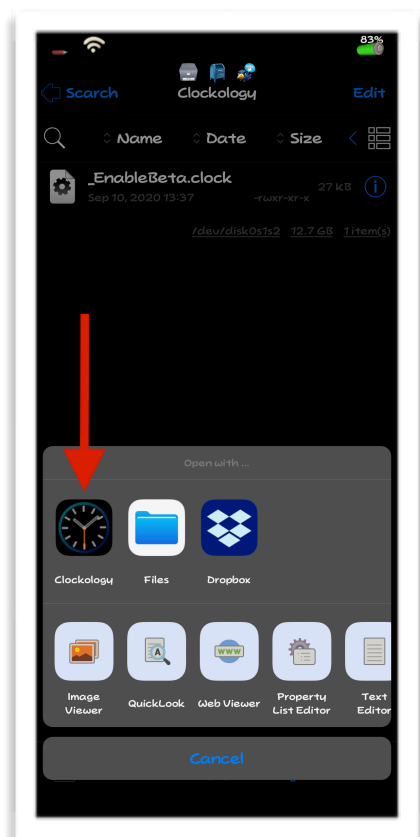 83%
Search
Clockology
Edit
Name
Date
Size
_EnableBeta.clock
Sep 10, 2020 13:37
-rwxr-xr-x
27 kB
/dev/disk0s1s2 12.7 GB 1 item(s)
Open with ...
Clockology
Files
Dropbox
WWW
Image
Viewer
QuickLook
Web Viewer
Property
List Editor
Text
Editor
Cancel